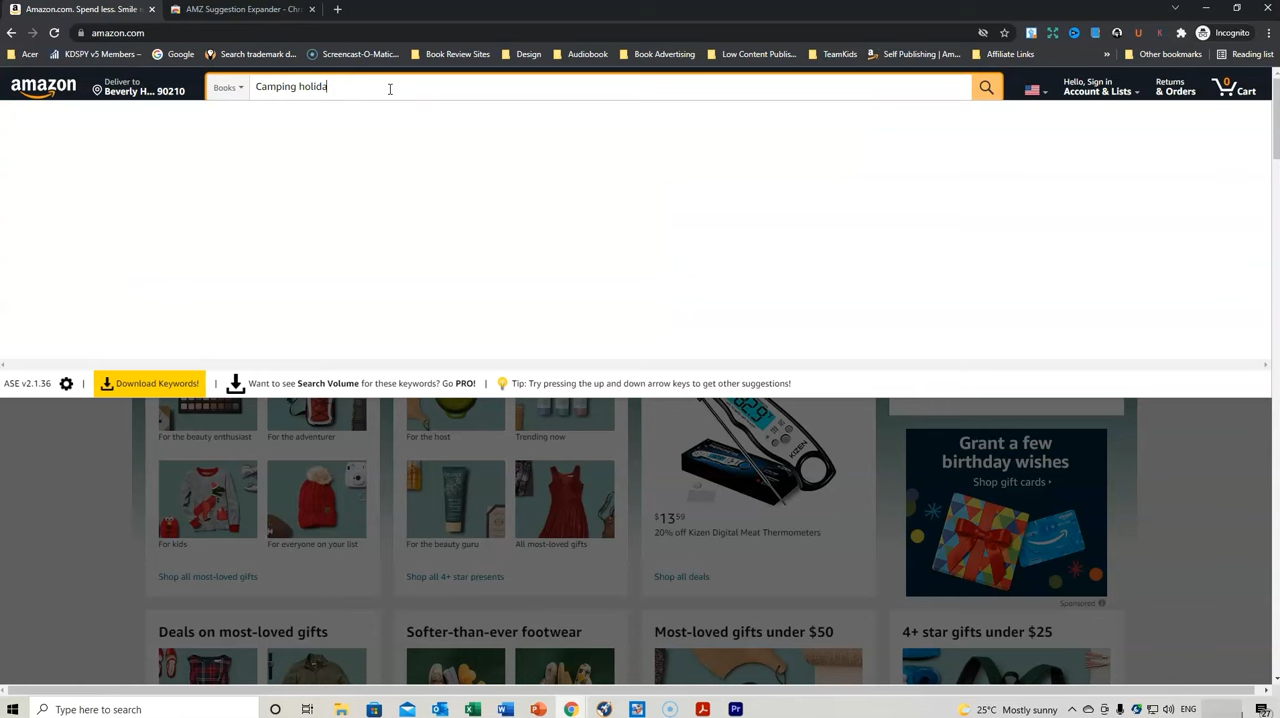 Amazon.com. Spend less. Smile
AMZ Suggestion Expander - Chr
amazon.com
Incognito
Acer
KDSPY v5 Members –
Google
Search trademark d...
Screencast-O-Matic...
Book Review Sites
Design
Audiobook
Book Advertising
Low Content Publis...
TeamKids
Self Publishing | Am...
Affiliate Links
»
Other bookmarks
Reading list
amazon
Deliver to
Beverly H... 90210
Books
Camping holida
Hello, Sign in
Account & Lists
Returns
& Orders
0
Cart
ASE v2.1.36 | Download Keywords! | Want to see Search Volume for these keywords? Go PRO! | Tip: Try pressing the up and down arrow keys to get other suggestions!
For the beauty enthusiast
For the adventurer
For the host
Trending now
For kids
For everyone on your list
For the beauty guru
All most-loved gifts
Shop all most-loved gifts
Shop all 4+ star presents
KIZEN
$13 59
20% off Kizen Digital Meat Thermometers
Shop all deals
Grant a few
birthday wishes
Shop gift cards
Sponsored
Deals on most-loved gifts
Softer-than-ever footwear
Most-loved gifts under $50
4+ star gifts under $25
Type here to search
25°C Mostly sunny
ENG